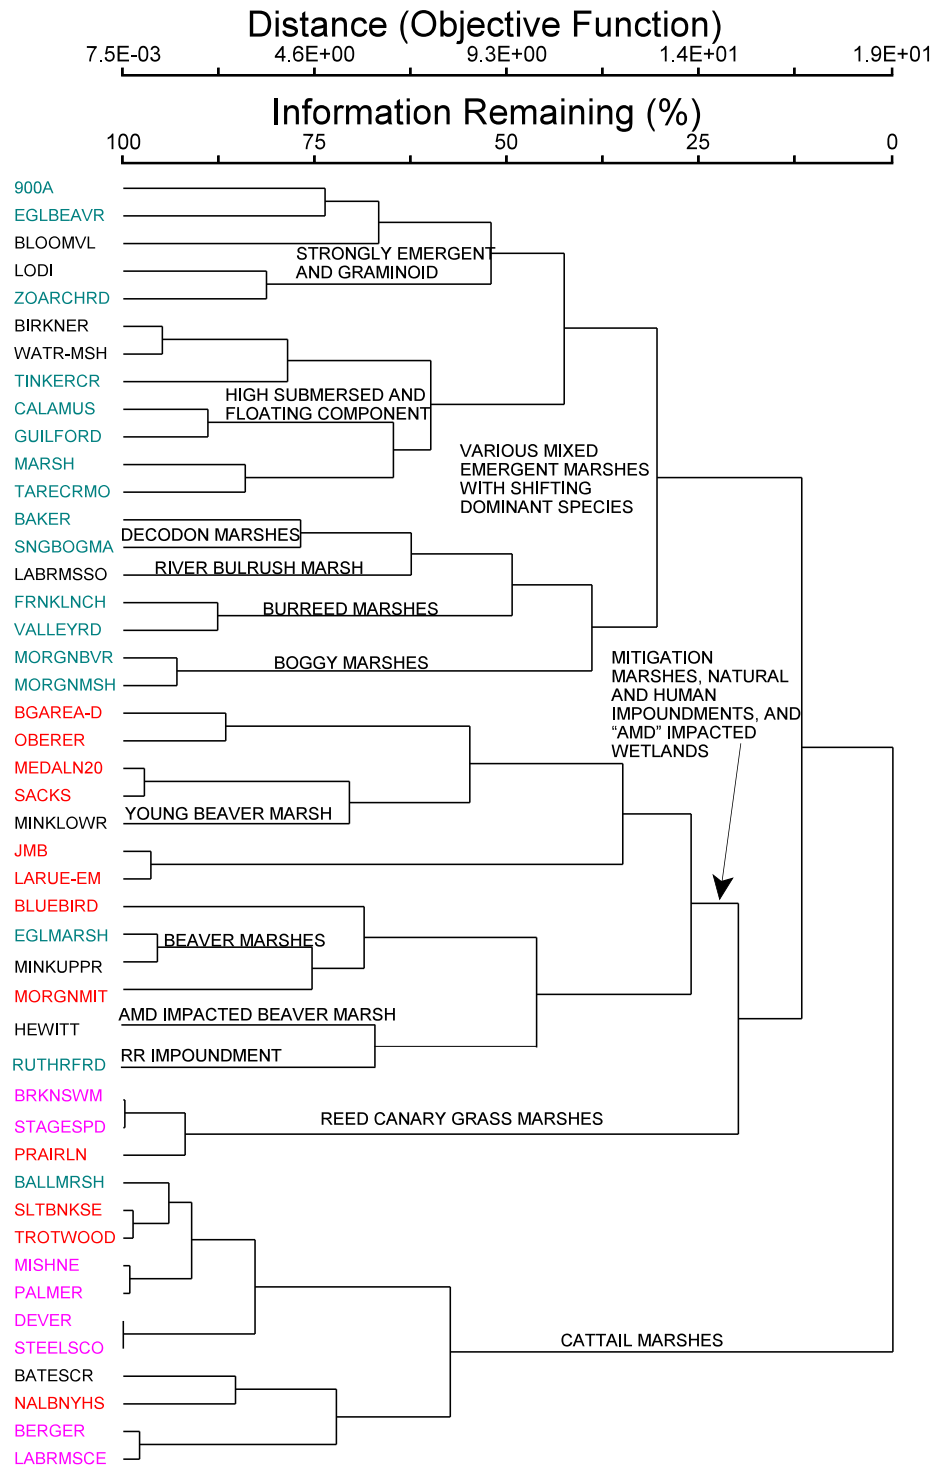 Distance (Objective Function)
7.5E-03 4.6E+00 9.3E+00 1.4E+01 1.9E+01
Information Remaining (%)
100 75 50 25 0
900A
EGLBEAVR
BLOOMVL
STRONGLY EMERGENT
AND GRAMINOID
LODI
ZOARCHRD
BIRKNER
WATR-MSH
TINKERCR
HIGH SUBMERSED AND
FLOATING COMPONENT
CALAMUS
GUILFORD
VARIOUS MIXED
EMERGENT MARSHES
WITH SHIFTING
DOMINANT SPECIES
MARSH
TARECRMO
BAKER
DECODON MARSHES
SNGBOGMA
LABRMSSO
RIVER BULRUSH MARSH
FRNKLNCH
BURREED MARSHES
VALLEYRD
MORGNBVR
BOGGY MARSHES
MORGNMSH
MITIGATION
MARSHES, NATURAL
AND HUMAN
IMPOUNDMENTS, AND
“AMD” IMPACTED
WETLANDS
BGAREA-D
OBERER
MEDALN20
SACKS
YOUNG BEAVER MARSH
MINKLOWR
JMB
LARUE-EM
BLUEBIRD
EGLMARSH
BEAVER MARSHES
MINKUPPR
MORGNMIT
AMD IMPACTED BEAVER MARSH
HEWITT
RR IMPOUNDMENT
RUTHRFRD
BRKNSWM
REED CANARY GRASS MARSHES
STAGESPD
PRAIRLN
BALLMRSH
SLTBNKSE
TROTWOOD
MISHNE
PALMER
DEVER
CATTAIL MARSHES
STEELSCO
BATESCR
NALBNYHS
BERGER
LABRMSCE